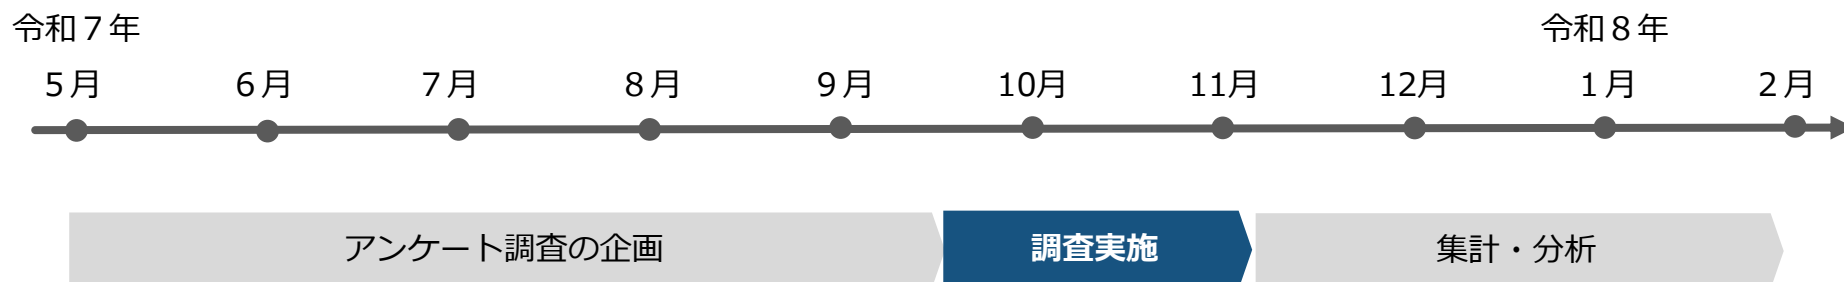 令和７年 令和８年
５月 ６月 ７月 ８月 ９月 10月 11月 12月 １月 ２月
アンケート調査の企画 調査実施 集計・分析